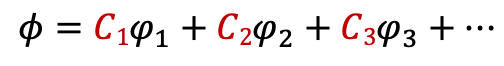 𝜙 = C₁𝜑₁ + C₂𝜑₂ + C₃𝜑₃ + ⋯